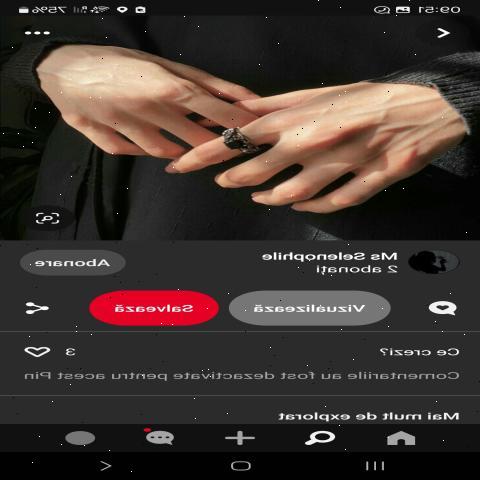 09:51 75%
Ms Selenophile
2 abonați
Abonare
Vizualizează
Salvează
Ce crezi?
3
Comentariile au fost dezactivate pentru acest Pin
Mai mult de explorat